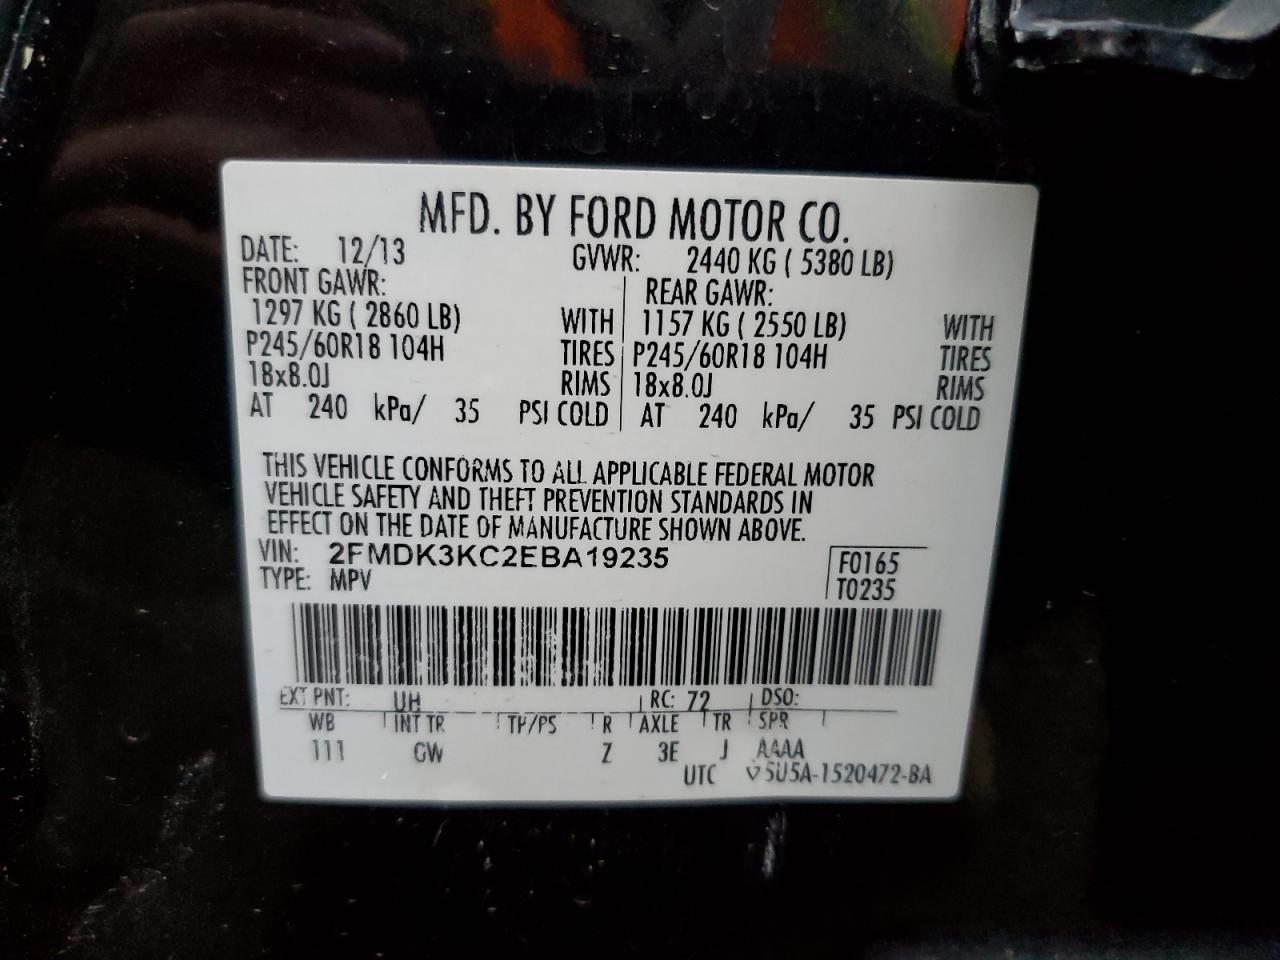 MFD. BY FORD MOTOR CO.
DATE: 12/13 GVWR: 2440 KG ( 5380 LB)
FRONT GAWR:
1297 KG ( 2860 LB) WITH
P245/60R18 104H TIRES
18x8.0J RIMS
AT 240 kPa/ 35 PSI COLD
REAR GAWR:
1157 KG ( 2550 LB) WITH
P245/60R18 104H TIRES
18x8.0J RIMS
AT 240 kPa/ 35 PSI COLD
THIS VEHICLE CONFORMS TO ALL APPLICABLE FEDERAL MOTOR
VEHICLE SAFETY AND THEFT PREVENTION STANDARDS IN
EFFECT ON THE DATE OF MANUFACTURE SHOWN ABOVE.
VIN: 2FMDK3KC2EBA19235
TYPE: MPV
F0165
T0235
EXT PNT: UH RC: 72 DSO:
WB INT TR TP/PS R AXLE TR SPR
111 GW Z 3E J AAAA
UTC 5U5A-1520472-BA